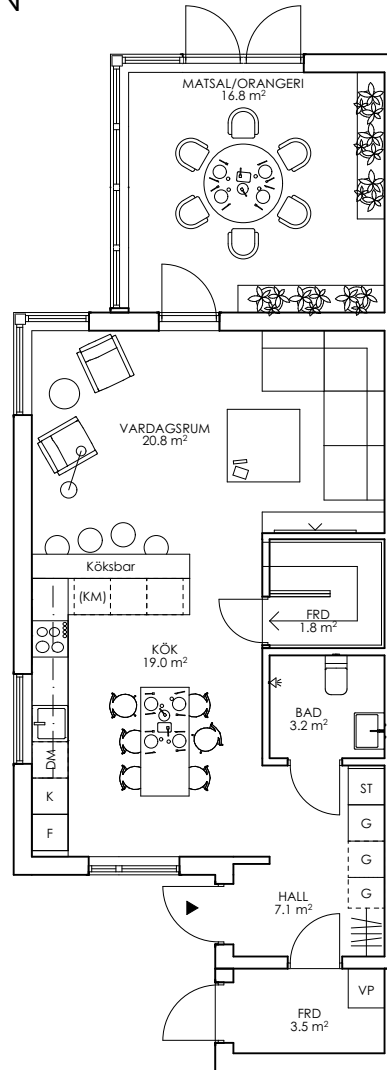 MATSAL/ORANGERI
16.8 m²
VARDAGSRUM
20.8 m²
Köksbar
(KM)
FRD
1.8 m²
KÖK
19.0 m²
BAD
3.2 m²
DM
K
F
ST
G
G
G
HALL
7.1 m²
VP
FRD
3.5 m²